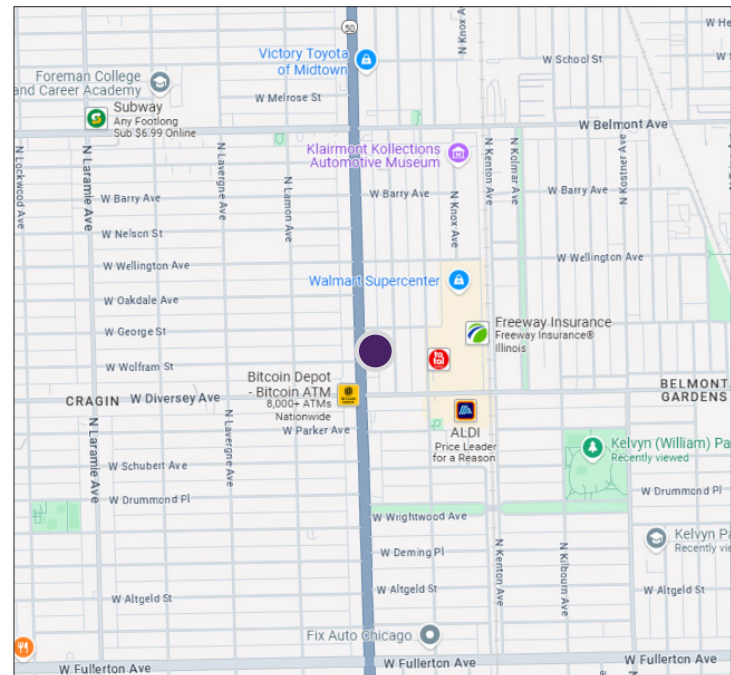 W He
50
N Knox A
Victory Toyota
of Midtown
W School St
Foreman College
and Career Academy
W Melrose St
W S
Subway
Any Footlong
Sub $6.99 Online
W Belmont Ave
Klairmont Kollections
Automotive Museum
N Lockwood Ave
N Laramie Ave
N Lavergne Ave
N Lamon Ave
N Knox Ave
N Kenton Ave
N Kolmar Ave
N Kostner Ave
W Barry Ave
W Barry Ave
W Nelson St
W Wellington Ave
W Wellington Ave
Walmart Supercenter
W Oakdale Ave
W George St
Freeway Insurance
Freeway Insurance®
Illinois
W Wolfram St
total
Bitcoin Depot
- Bitcoin ATM
8,000+ ATMs
Nationwide
CRAGIN
W Diversey Ave
BELMONT
GARDENS
ALDI
Price Leader
for a Reason.
W Parker Ave
N Laramie Ave
N Lavergne Ave
Kelvyn (William) Pa
Recently viewed
W Schubert Ave
W Drummond Pl
W Drummond Pl
W Wrightwood Ave
Kelvyn Pa
Recently vie
W Deming Pl
N Kenton Ave
N Kilbourn Ave
W Altgeld St
W Altgeld St
W Altgeld St
Fix Auto Chicago
W Fullerton Ave
W Fullerton Ave
W Fullerton Ave